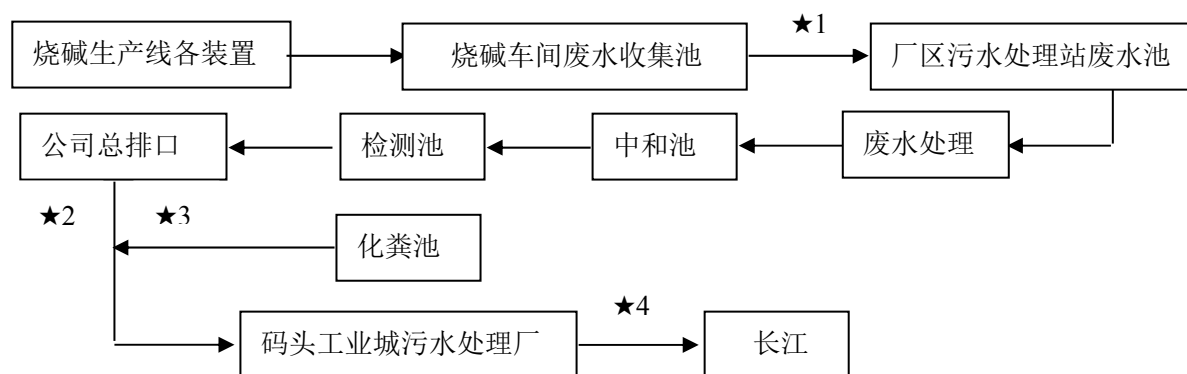 ★1
烧碱生产线各装置
烧碱车间废水收集池
厂区污水处理站废水池
公司总排口
检测池
中和池
废水处理
★2
★3
化粪池
★4
码头工业城污水处理厂
长江